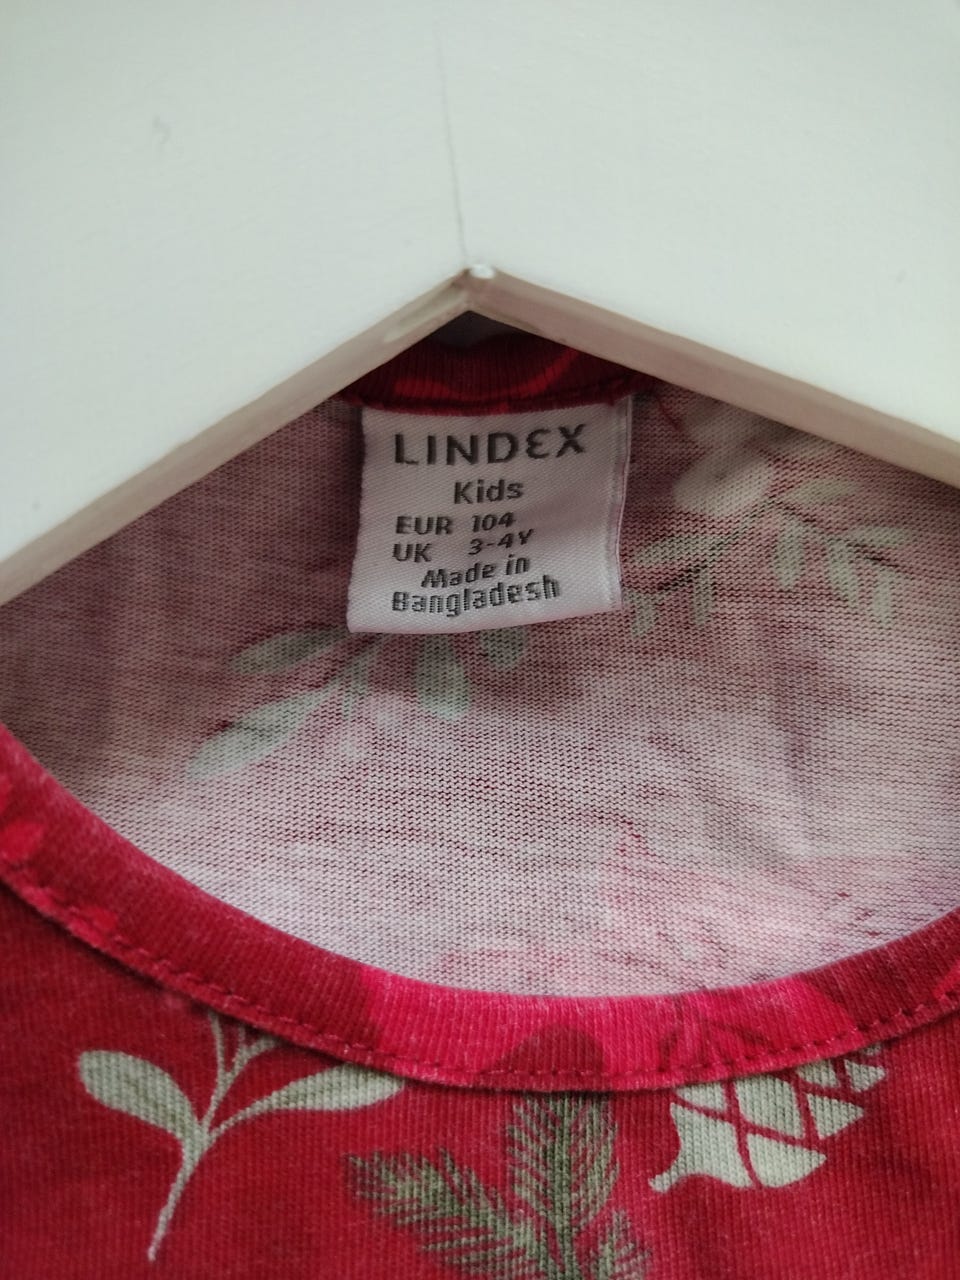 LINDEX
Kids
EUR 104
UK 3-4Y
Made in
Bangladesh